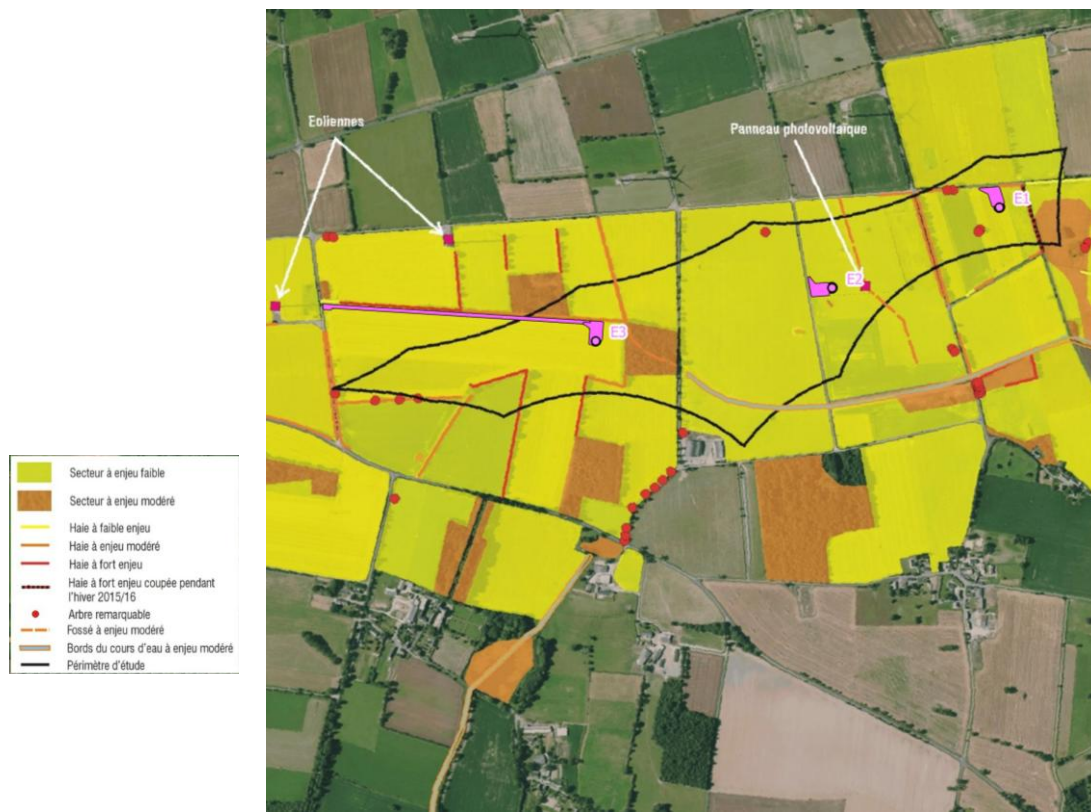 Eoliennes
Panneau photovoltaïque
E1
E2
E3
Secteur à enjeu faible
Secteur à enjeu modéré
Haie à faible enjeu
Haie à enjeu modéré
Haie à fort enjeu
Haie à fort enjeu coupée pendant
l'hiver 2015/16
Arbre remarquable
Fossé à enjeu modéré
Bords du cours d'eau à enjeu modéré
Périmètre d'étude